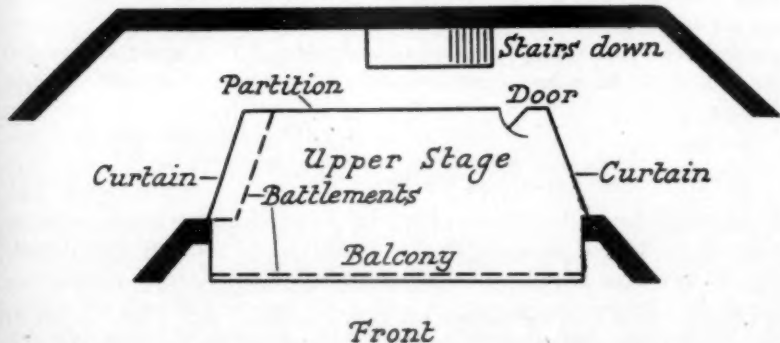 Stairs down
Partition
Door
Upper Stage
Curtain
Curtain
Battlements
Balcony
Front